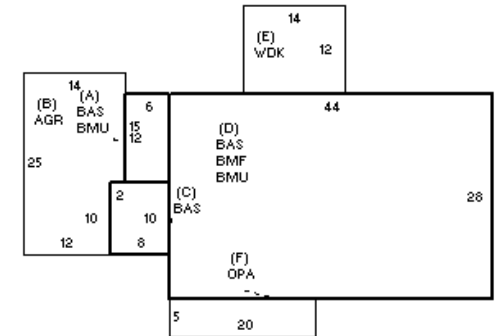 14
(E)
WDK
12
14
(B)
AGR
(A)
BAS
BMU
6
15
12
44
(D)
BAS
BMF
BMU
25
28
2
10
10
(C)
BAS
12
8
(F)
OPA
5
20